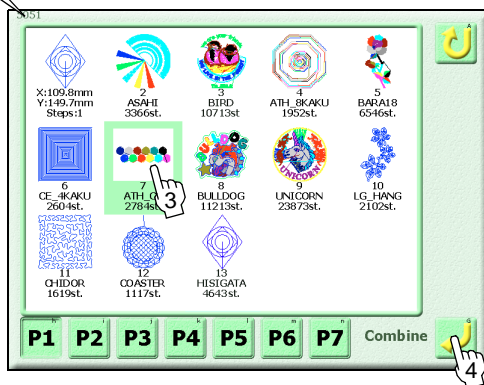 X:109.8mm
Y:149.7mm
Steps:1
2
ASAHI
3366st.
3
BIRD
10713st
4
ATH_8KAKU
1952st.
5
BARA18
6546st.
6
CE_4KAKU
2604st.
7
2784st
3
8
BULLDOG
11213st.
9
UNICORN
23873st.
10
LG_HANG
2102st.
11
CHIDOR
1619st.
12
COASTER
1117st.
13
HISIGATA
4643st.
P1 P2 P3 P4 P5 P6 P7 Combine
4